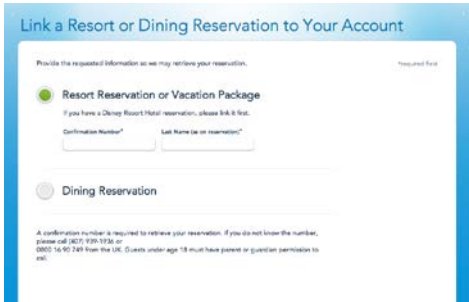 Link a Resort or Dining Reservation to Your Account
Provide the requested information so we may retrieve your reservation.
*required field
Resort Reservation or Vacation Package
If you have a Disney Resort Hotel reservation, please link it first.
Confirmation Number*
Last Name (as on reservation)*
Dining Reservation
A confirmation number is required to retrieve your reservation. If you do not know the number,
please call (407) 939-1936 or
0800 16 90 749 from the UK. Guests under age 18 must have parent or guardian permission to
call.